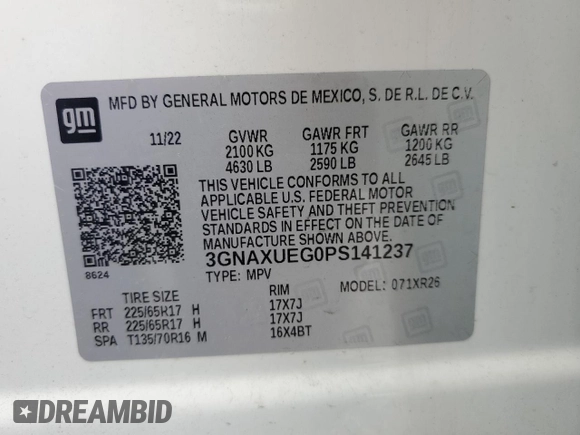 gm
MFD BY GENERAL MOTORS DE MEXICO, S. DE R.L. DE C.V.
11/22 GVWR GAWR FRT GAWR RR
2100 KG 1175 KG 1200 KG
4630 LB 2590 LB 2645 LB
THIS VEHICLE CONFORMS TO ALL
APPLICABLE U.S. FEDERAL MOTOR
VEHICLE SAFETY AND THEFT PREVENTION
STANDARDS IN EFFECT ON THE DATE OF
MANUFACTURE SHOWN ABOVE.
8624
3GNAXUEG0PS141237
TYPE: MPV MODEL: 071XR26
TIRE SIZE RIM
FRT 225/65R17 H 17X7J
RR 225/65R17 H 17X7J
SPA T135/70R16 M 16X4BT
DREAMBID